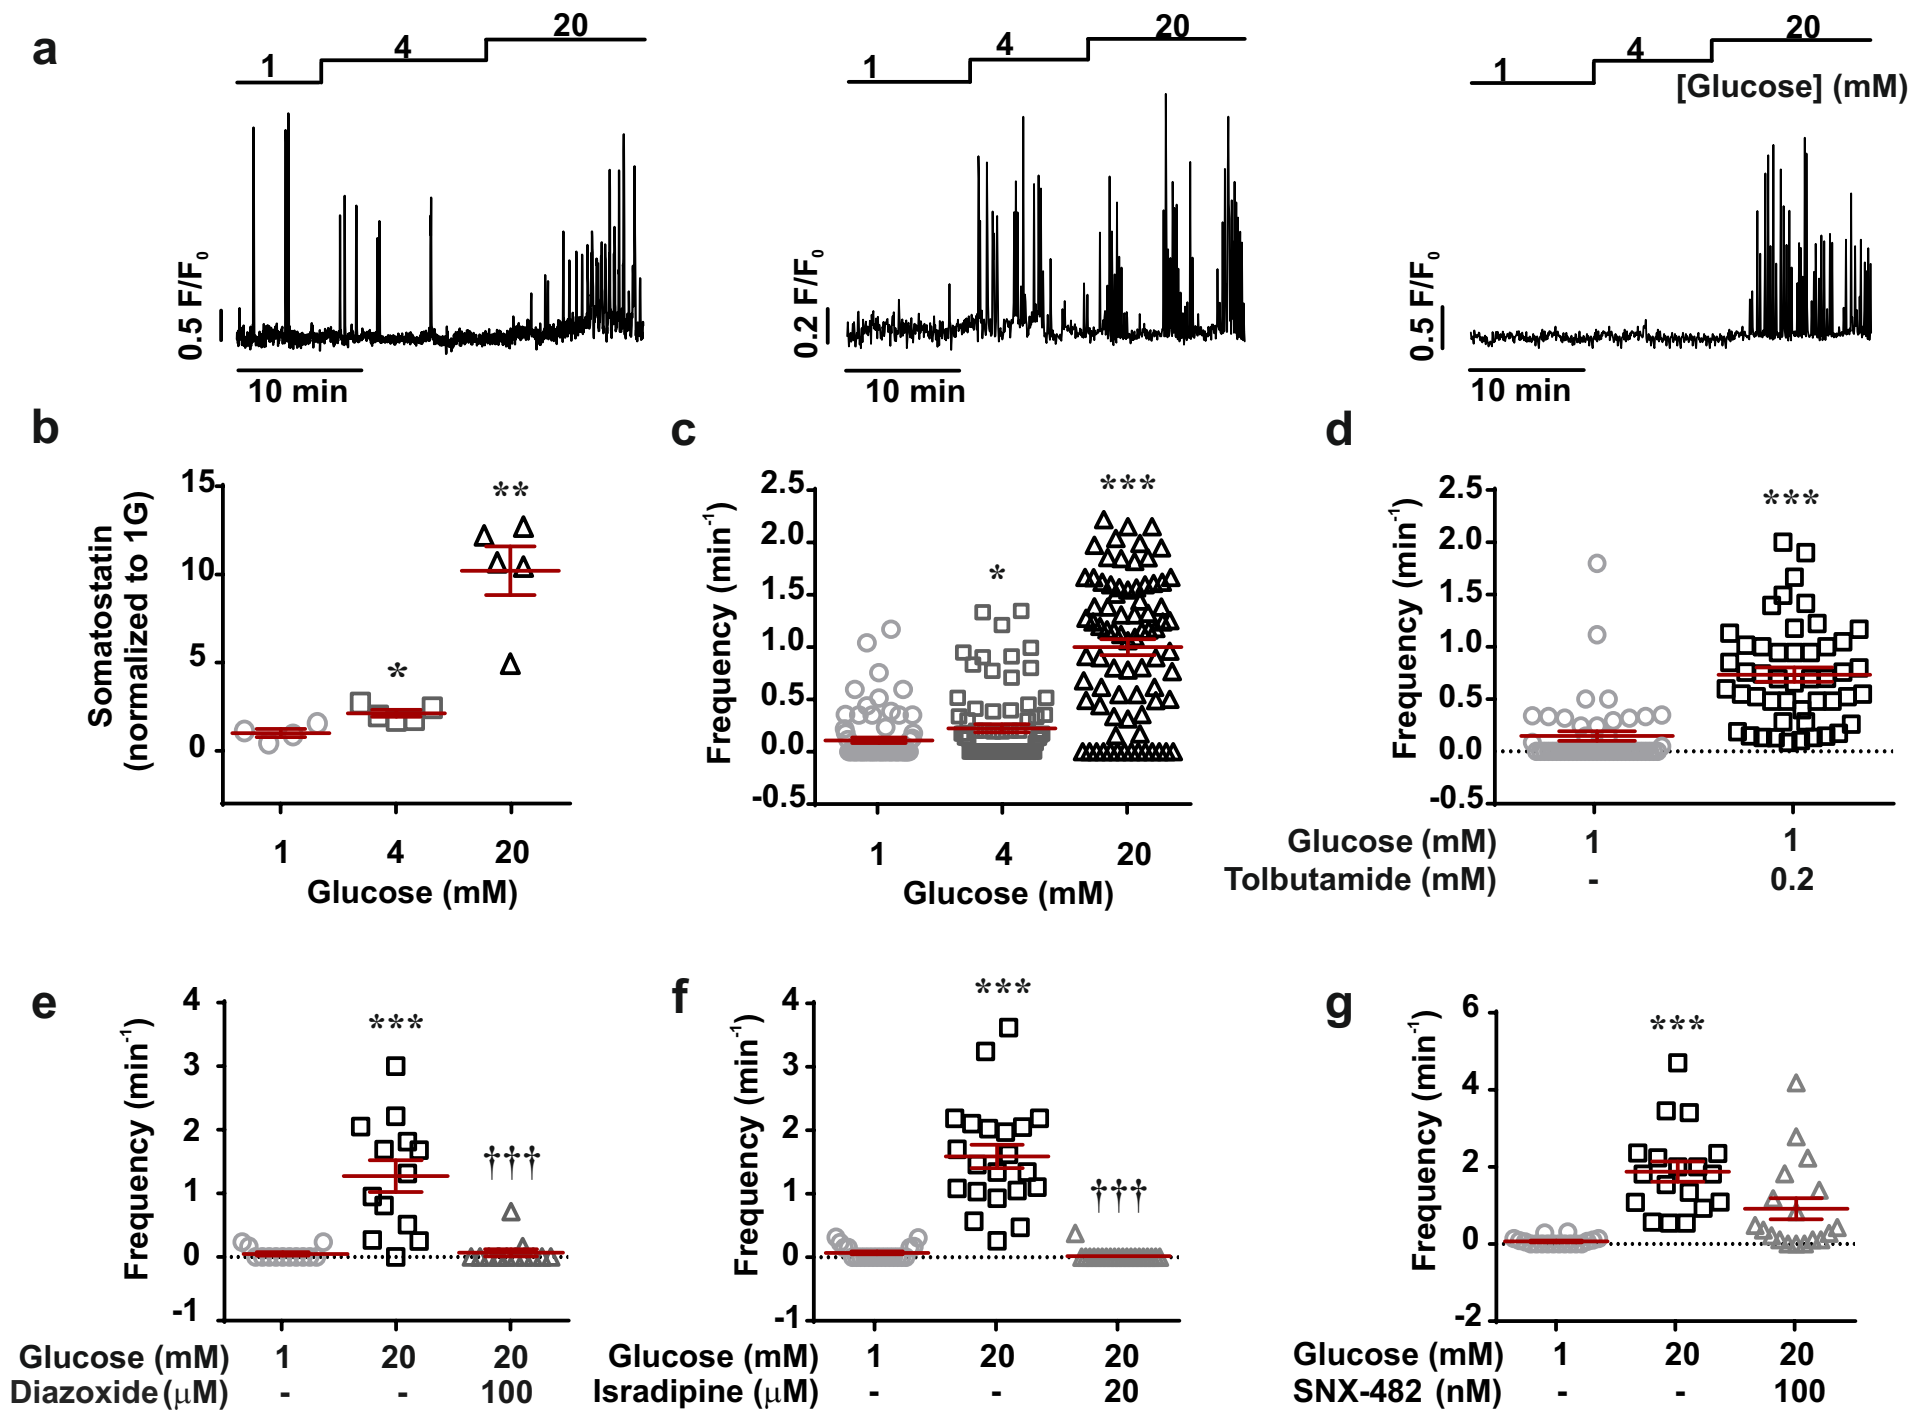 a
1 4 20
1 4 20
1 4 20
[Glucose] (mM)
0.5 F/F0
10 min
0.2 F/F0
10 min
0.5 F/F0
10 min
b
Somatostatin
(normalized to 1G)
15
10
5
0
*
**
1 4 20
Glucose (mM)
c
Frequency (min-1)
2.5
2.0
1.5
1.0
0.5
0.0
-0.5
*
***
1 4 20
Glucose (mM)
d
Frequency (min-1)
2.5
2.0
1.5
1.0
0.5
0.0
-0.5
***
Glucose (mM) 1 1
Tolbutamide (mM) - 0.2
e
Frequency (min-1)
4
3
2
1
0
-1
***
†††
Glucose (mM) 1 20 20
Diazoxide (μM) - - 100
f
Frequency (min-1)
4
3
2
1
0
-1
***
†††
Glucose (mM) 1 20 20
Isradipine (μM) - - 20
g
Frequency (min-1)
6
4
2
0
-2
***
Glucose (mM) 1 20 20
SNX-482 (nM) - - 100